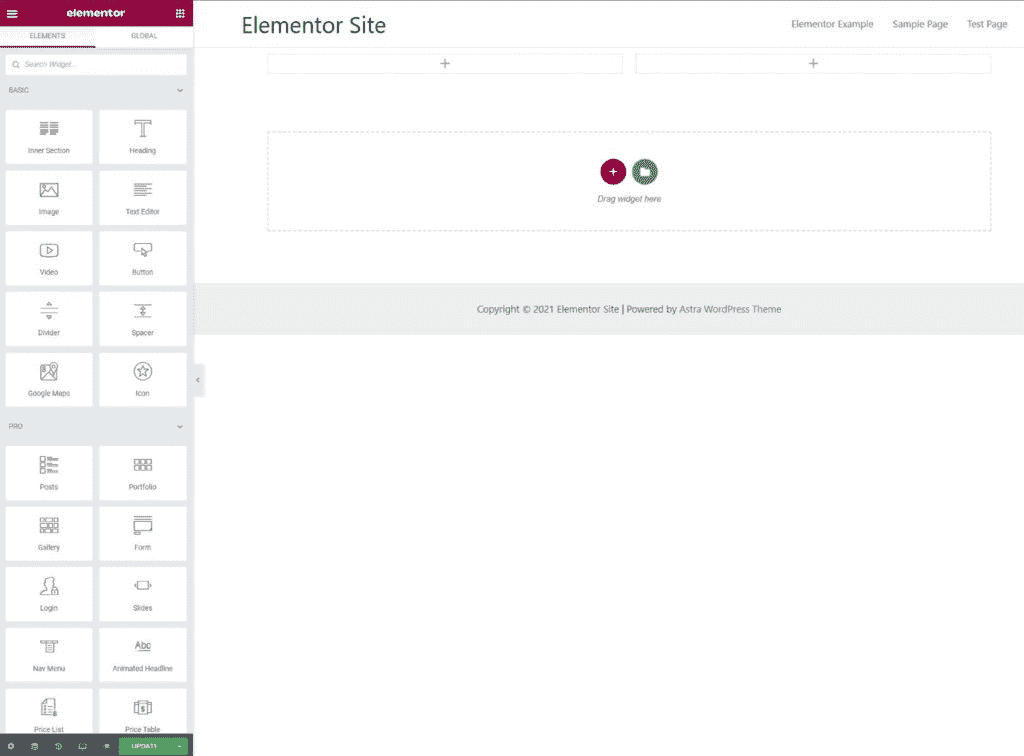 elementor
ELEMENTS GLOBAL
Search Widget...
BASIC
Inner Section Heading
Image Text Editor
Video Button
Divider Spacer
Google Maps Icon
PRO
Posts Portfolio
Gallery Form
Login Slides
Nav Menu Animated Headline
Price List Price Table
UPDATE
Elementor Site
Elementor Example Sample Page Test Page
Drag widget here
Copyright © 2021 Elementor Site | Powered by Astra WordPress Theme